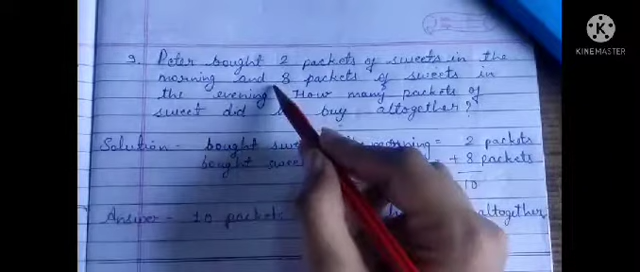 9. Peter bought 2 packets of sweets in the
morning and 8 packets of sweets in
the evening. How many packets of
sweet did buy altogether?
Solution - bought morning = 2 packets
bought + 8 packets
10
Answer - 10 packets altogether
KINEMASTER